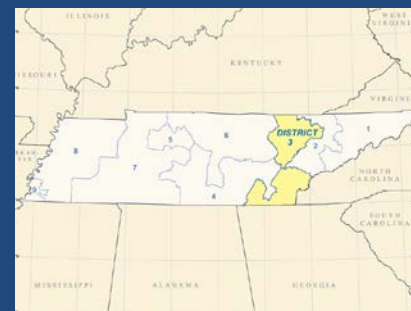 ILLINOIS
WEST
VIRGINIA
KENTUCKY
MISSOURI
VIRGINIA
DISTRICT
3
1
2
5
6
8
7
4
9
NORTH
CAROLINA
SOUTH
CAROLINA
MISSISSIPPI
ALABAMA
GEORGIA